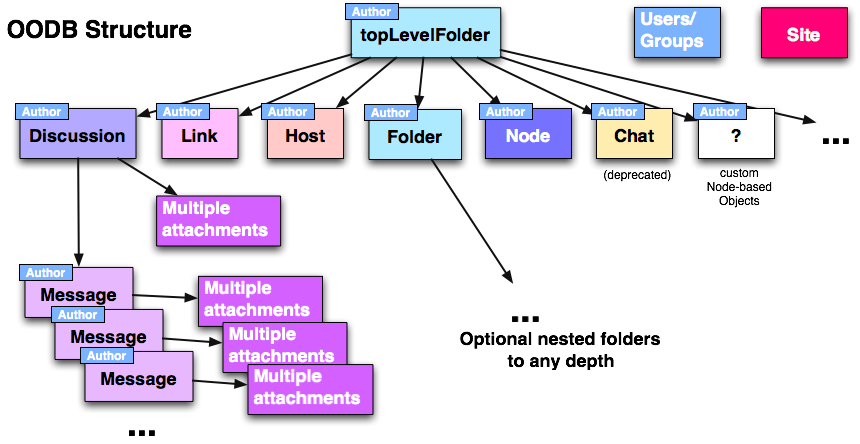 OODB Structure
Author
topLevelFolder
Users/
Groups
Site
Author
Discussion
Author
Link
Author
Host
Author
Folder
Author
Node
Author
Chat
(deprecated)
Author
?
custom
Node-based
Objects
...
Multiple
attachments
Author
Message
Multiple
attachments
Author
Message
Multiple
attachments
Author
Message
Multiple
attachments
...
...
Optional nested folders
to any depth